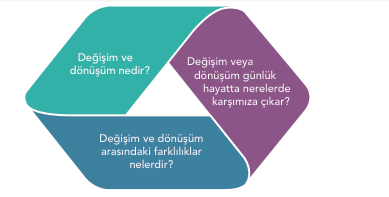 Değişim ve
dönüşüm nedir?
Değişim veya
dönüşüm günlük
hayatta nerelerde
karşımıza çıkar?
Değişim ve dönüşüm
arasındaki farklılıklar
nelerdir?